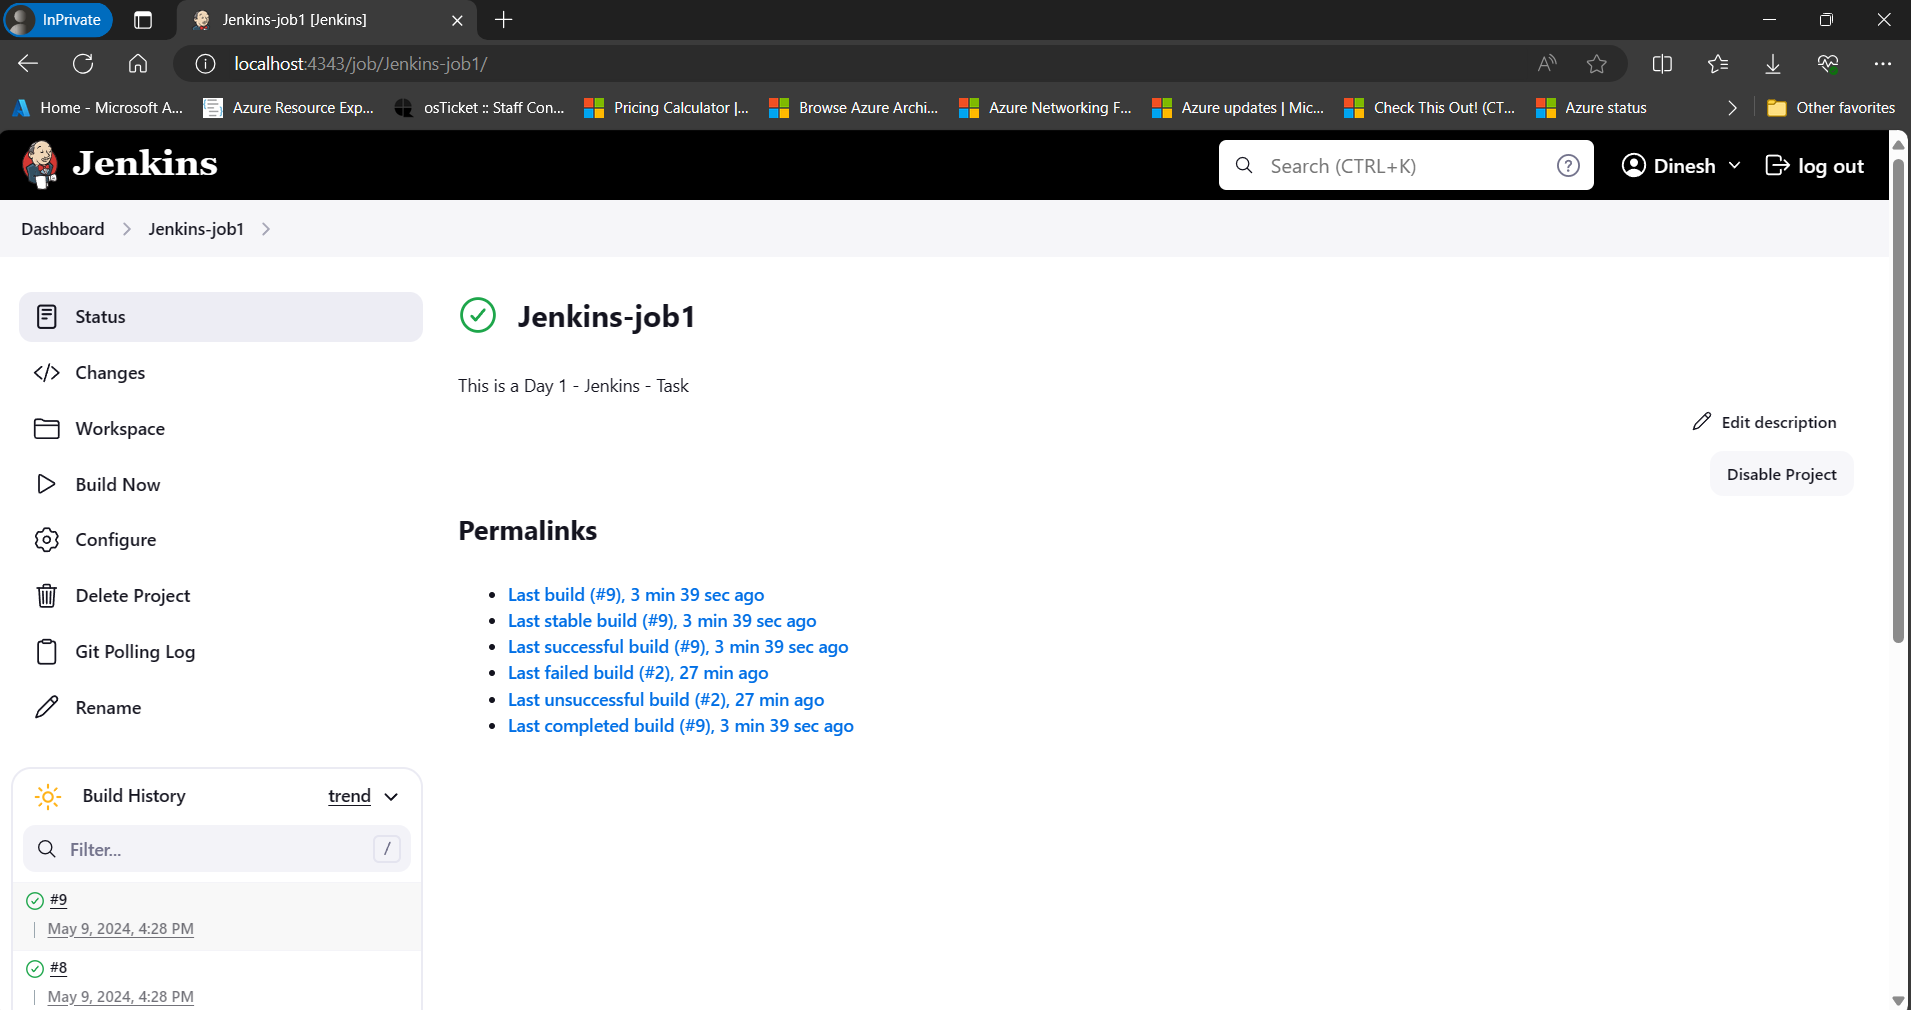 InPrivate
Jenkins-job1 [Jenkins]
localhost:4343/job/Jenkins-job1/
Home - Microsoft A...
Azure Resource Exp...
osTicket :: Staff Con...
Pricing Calculator |...
Browse Azure Archi...
Azure Networking F...
Azure updates | Mic...
Check This Out! (CT...
Azure status
Other favorites
Jenkins
Search (CTRL+K)
?
Dinesh
log out
Dashboard
Jenkins-job1
Status
Changes
Workspace
Build Now
Configure
Delete Project
Git Polling Log
Rename
Jenkins-job1
This is a Day 1 - Jenkins - Task
Edit description
Disable Project
Permalinks
Last build (#9), 3 min 39 sec ago
Last stable build (#9), 3 min 39 sec ago
Last successful build (#9), 3 min 39 sec ago
Last failed build (#2), 27 min ago
Last unsuccessful build (#2), 27 min ago
Last completed build (#9), 3 min 39 sec ago
Build History
trend
Filter...
/
#9
May 9, 2024, 4:28 PM
#8
May 9, 2024, 4:28 PM